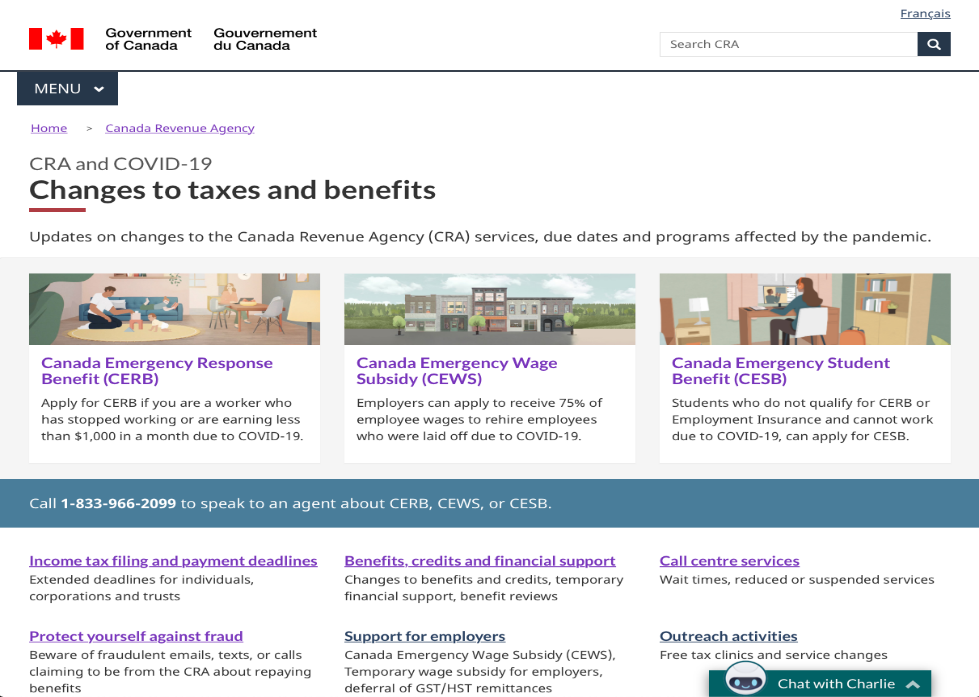 Français
Government of Canada
Gouvernement du Canada
Search CRA
MENU
Home > Canada Revenue Agency
CRA and COVID-19
Changes to taxes and benefits
Updates on changes to the Canada Revenue Agency (CRA) services, due dates and programs affected by the pandemic.
Canada Emergency Response
Benefit (CERB)
Apply for CERB if you are a worker who
has stopped working or are earning less
than $1,000 in a month due to COVID-19.
Canada Emergency Wage
Subsidy (CEWS)
Employers can apply to receive 75% of
employee wages to rehire employees
who were laid off due to COVID-19.
Canada Emergency Student
Benefit (CESB)
Students who do not qualify for CERB or
Employment Insurance and cannot work
due to COVID-19, can apply for CESB.
Call 1-833-966-2099 to speak to an agent about CERB, CEWS, or CESB.
Income tax filing and payment deadlines
Extended deadlines for individuals,
corporations and trusts
Benefits, credits and financial support
Changes to benefits and credits, temporary
financial support, benefit reviews
Call centre services
Wait times, reduced or suspended services
Protect yourself against fraud
Beware of fraudulent emails, texts, or calls
claiming to be from the CRA about repaying
benefits
Support for employers
Canada Emergency Wage Subsidy (CEWS),
Temporary wage subsidy for employers,
deferral of GST/HST remittances
Outreach activities
Free tax clinics and service changes
Chat with Charlie